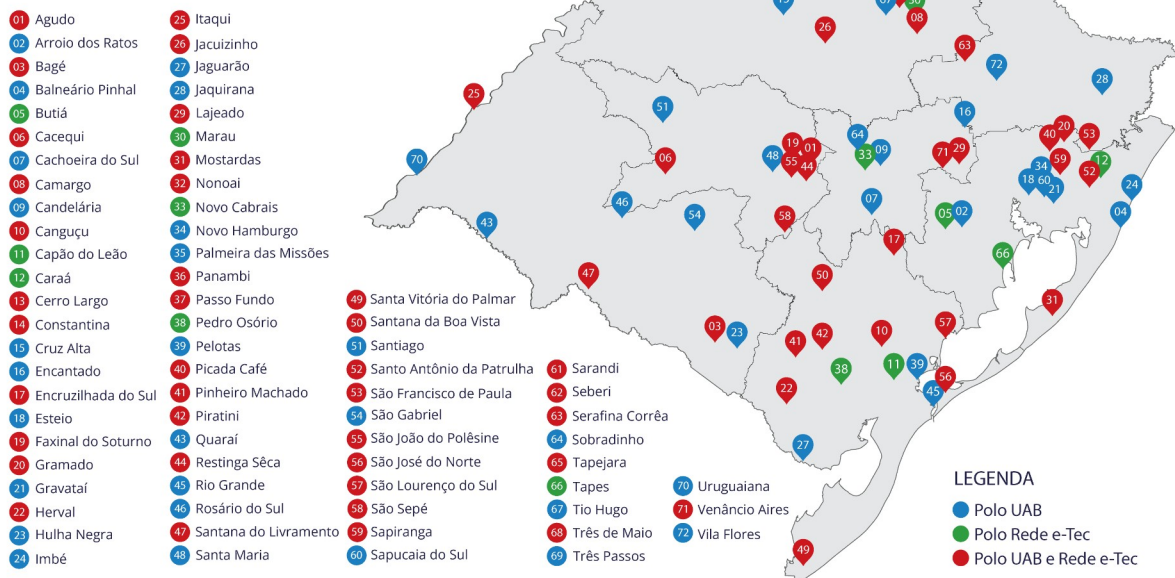 01 Agudo
02 Arroio dos Ratos
03 Bagé
04 Balneário Pinhal
05 Butiá
06 Cacequi
07 Cachoeira do Sul
08 Camargo
09 Candelária
10 Canguçu
11 Capão do Leão
12 Caraá
13 Cerro Largo
14 Constantina
15 Cruz Alta
16 Encantado
17 Encruzilhada do Sul
18 Esteio
19 Faxinal do Soturno
20 Gramado
21 Gravataí
22 Herval
23 Hulha Negra
24 Imbé
25 Itaqui
26 Jacuizinho
27 Jaguarão
28 Jaquirana
29 Lajeado
30 Marau
31 Mostardas
32 Nonoai
33 Novo Cabrais
34 Novo Hamburgo
35 Palmeira das Missões
36 Panambi
37 Passo Fundo
38 Pedro Osório
39 Pelotas
40 Picada Café
41 Pinheiro Machado
42 Piratini
43 Quaraí
44 Restinga Sêca
45 Rio Grande
46 Rosário do Sul
47 Santana do Livramento
48 Santa Maria
49 Santa Vitória do Palmar
50 Santana da Boa Vista
51 Santiago
52 Santo Antônio da Patrulha
53 São Francisco de Paula
54 São Gabriel
55 São João do Polêsine
56 São José do Norte
57 São Lourenço do Sul
58 São Sepé
59 Sapiranga
60 Sapucaia do Sul
61 Sarandi
62 Seberi
63 Serafina Corrêa
64 Sobradinho
65 Tapejara
66 Tapes
67 Tio Hugo
68 Três de Maio
69 Três Passos
70 Uruguaiana
71 Venâncio Aires
72 Vila Flores
26
08
63
72
28
25
51
16
20
40
53
19
01
64
33
09
71
29
70
06
48
55
44
34
59
12
52
18
60
21
24
46
07
43
54
58
05
02
04
17
66
47
50
31
03
23
41
42
10
57
38
11
39
56
22
45
27
49
LEGENDA
Polo UAB
Polo Rede e-Tec
Polo UAB e Rede e-Tec